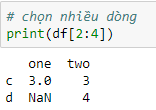 # chọn nhiều dòng
print(df[2:4])
one two
c 3.0 3
d NaN 4